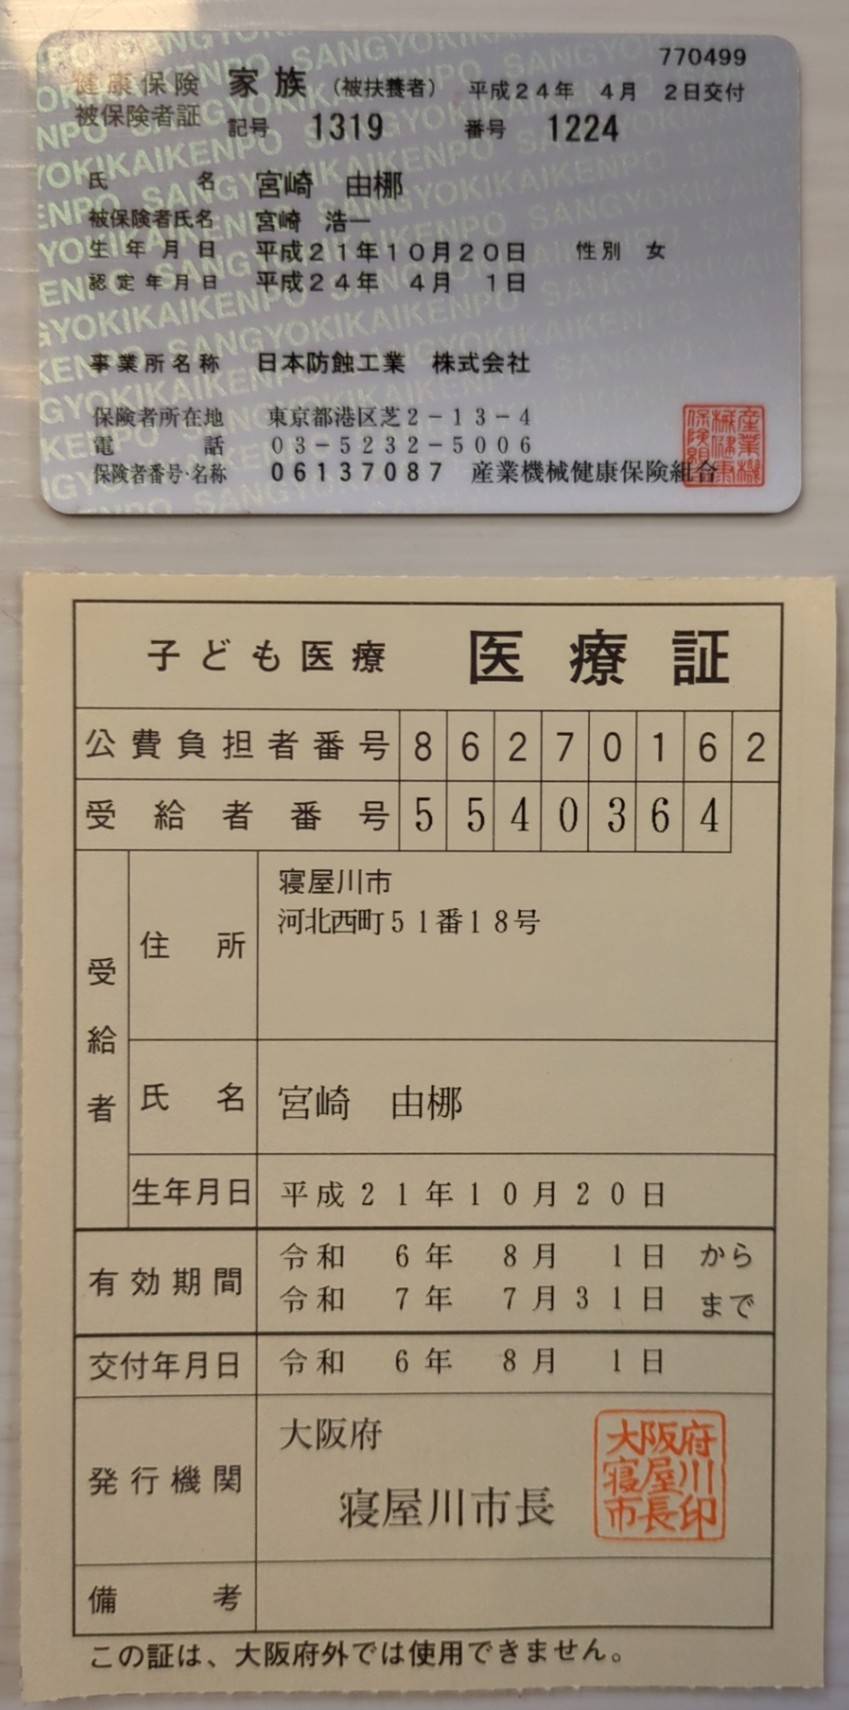 770499
健康保険 家族 (被扶養者) 平成24年 4月 2日交付
被保険者証 記号 1319 番号 1224
氏名 宮崎 由梛
被保険者氏名 宮崎 浩一
生年月日 平成21年10月20日 性別 女
認定年月日 平成24年 4月 1日
事業所名称 日本防蝕工業 株式会社
保険者所在地 東京都港区芝2-13-4
電話 03-5232-5006
保険者番号・名称 06137087 産業機械健康保険組合
産業機械健康保険組
SANGYOKIKAIKENPO
子ども医療 医療証
公費負担者番号 86270162
受給者番号 5540364
受給者
住所 寝屋川市
河北西町51番18号
氏名 宮崎 由梛
生年月日 平成21年10月20日
有効期間 令和 6年 8月 1日 から
令和 7年 7月31日 まで
交付年月日 令和 6年 8月 1日
発行機関 大阪府
寝屋川市長
大阪府
寝屋川
市長印
備考
この証は、大阪府外では使用できません。